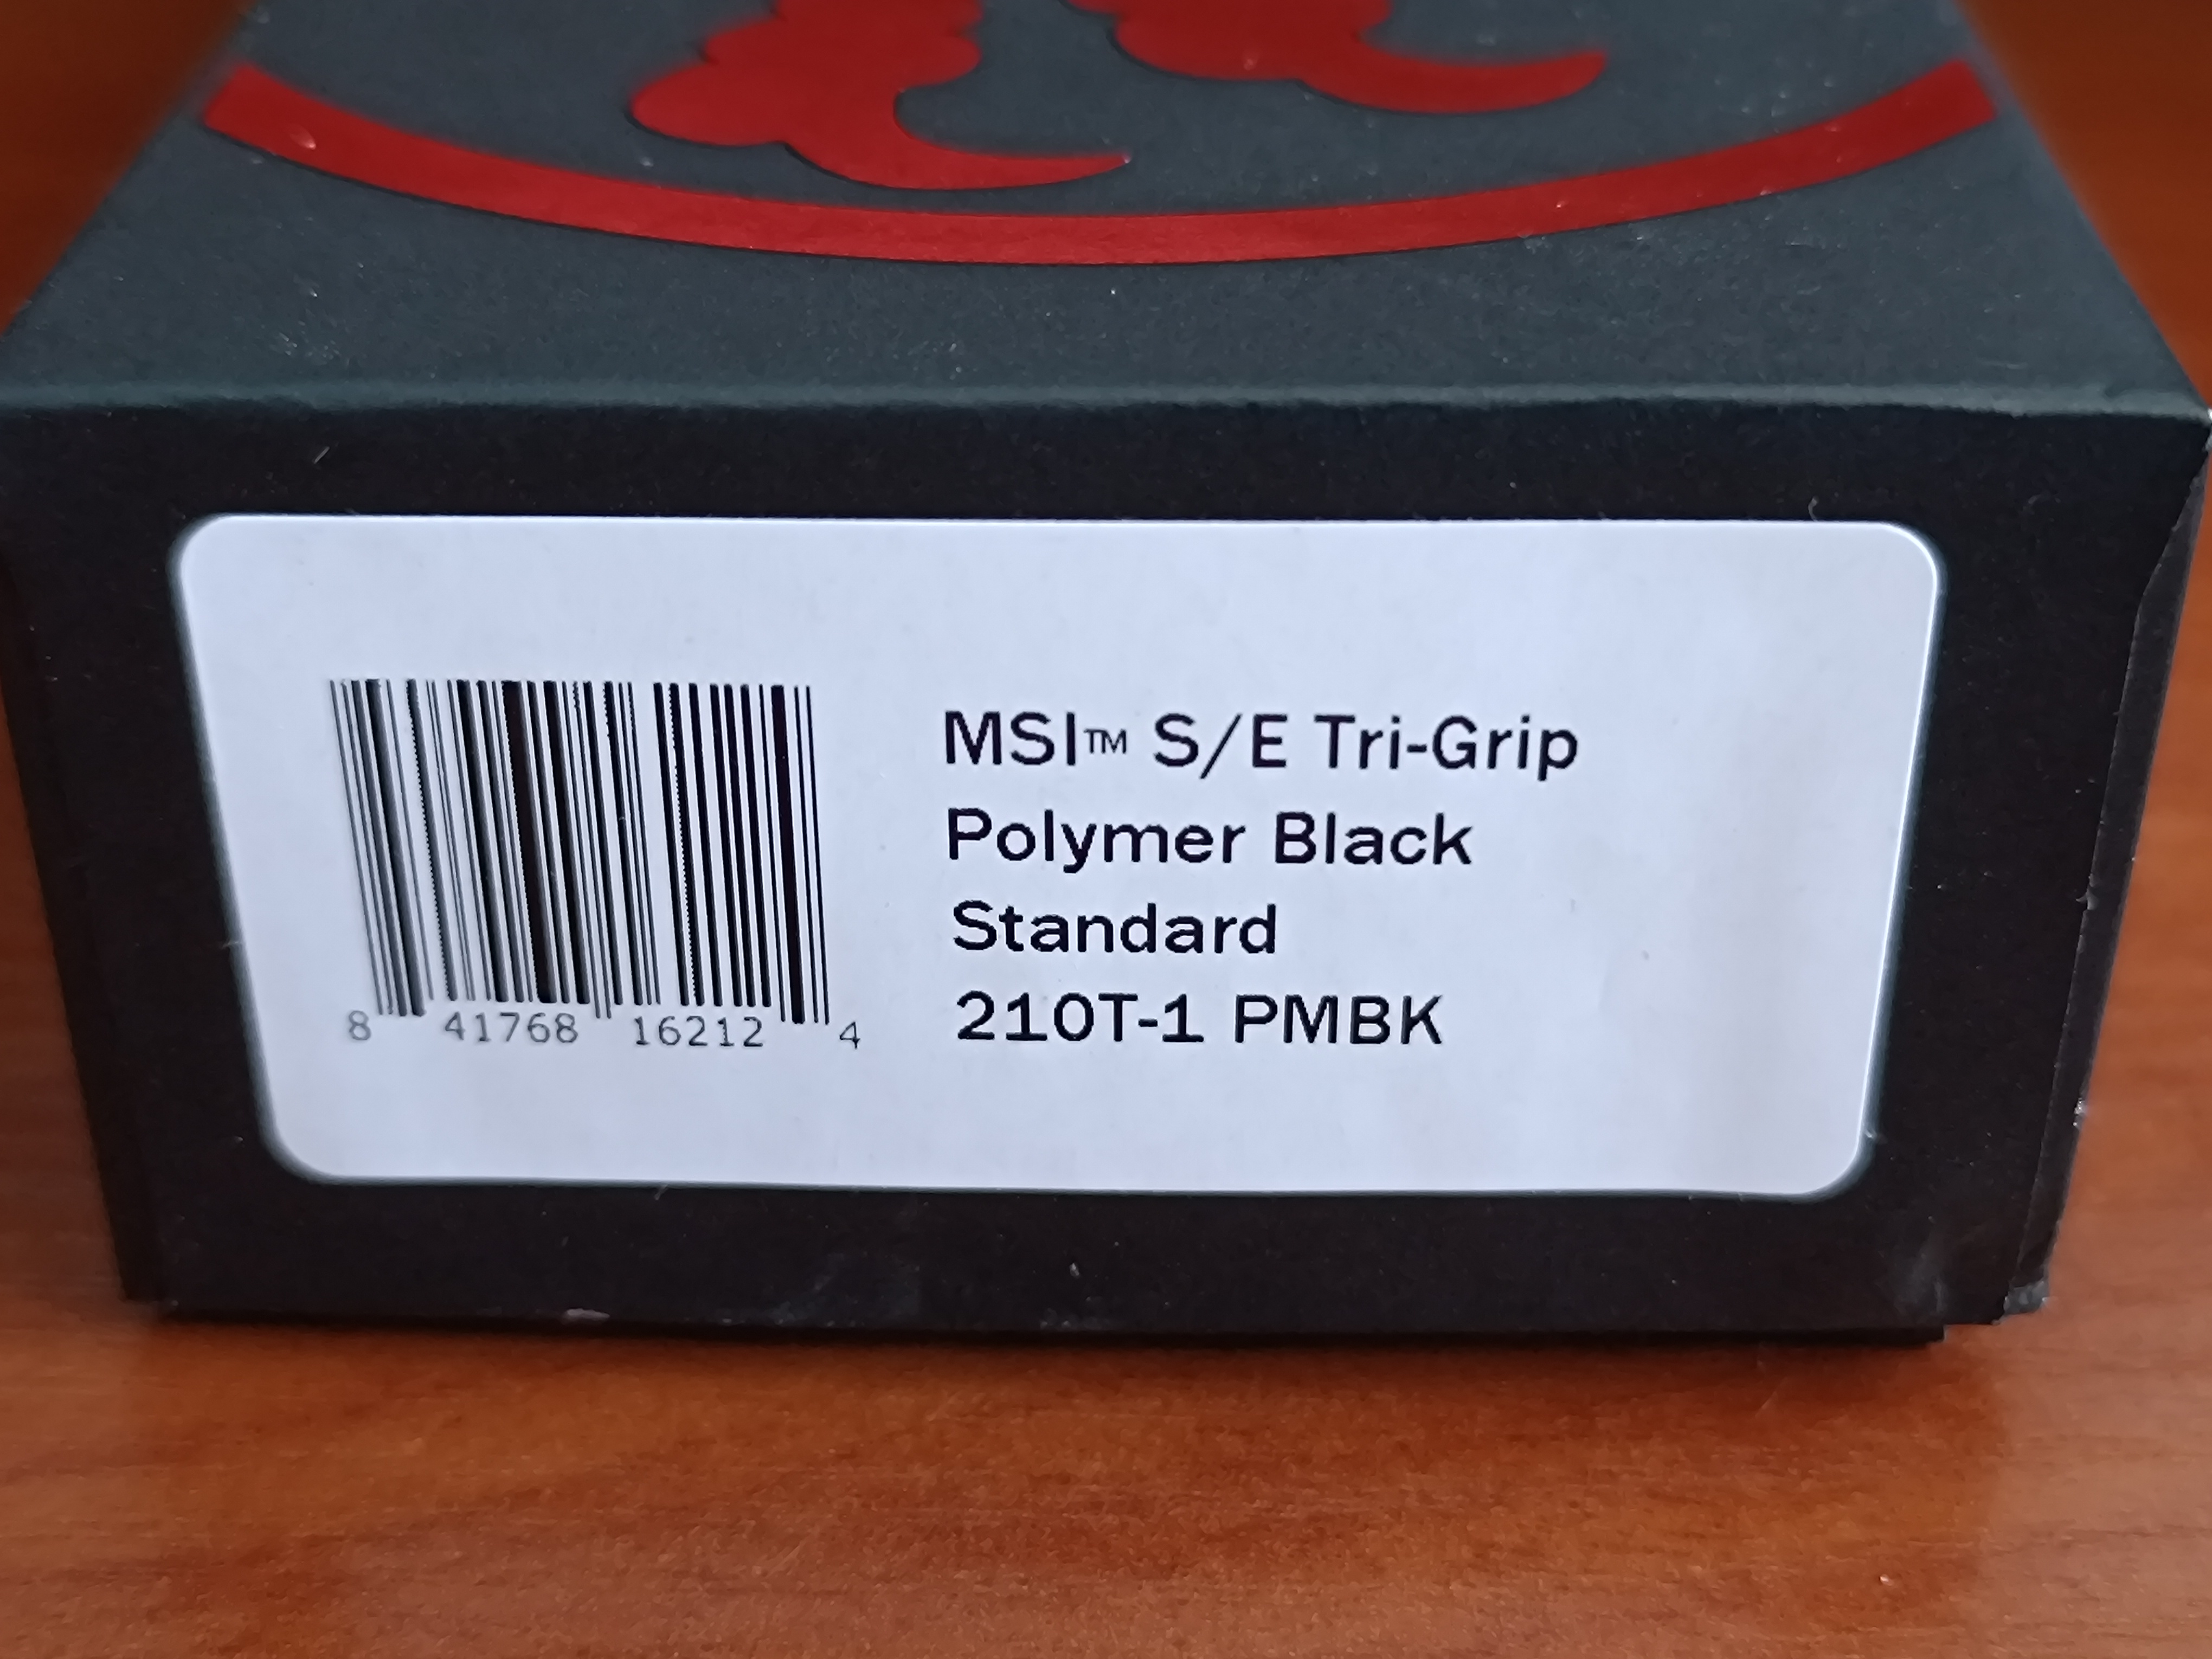 MSI™ S/E Tri-Grip
Polymer Black
Standard
210T-1 PMBK
8 41768 16212 4